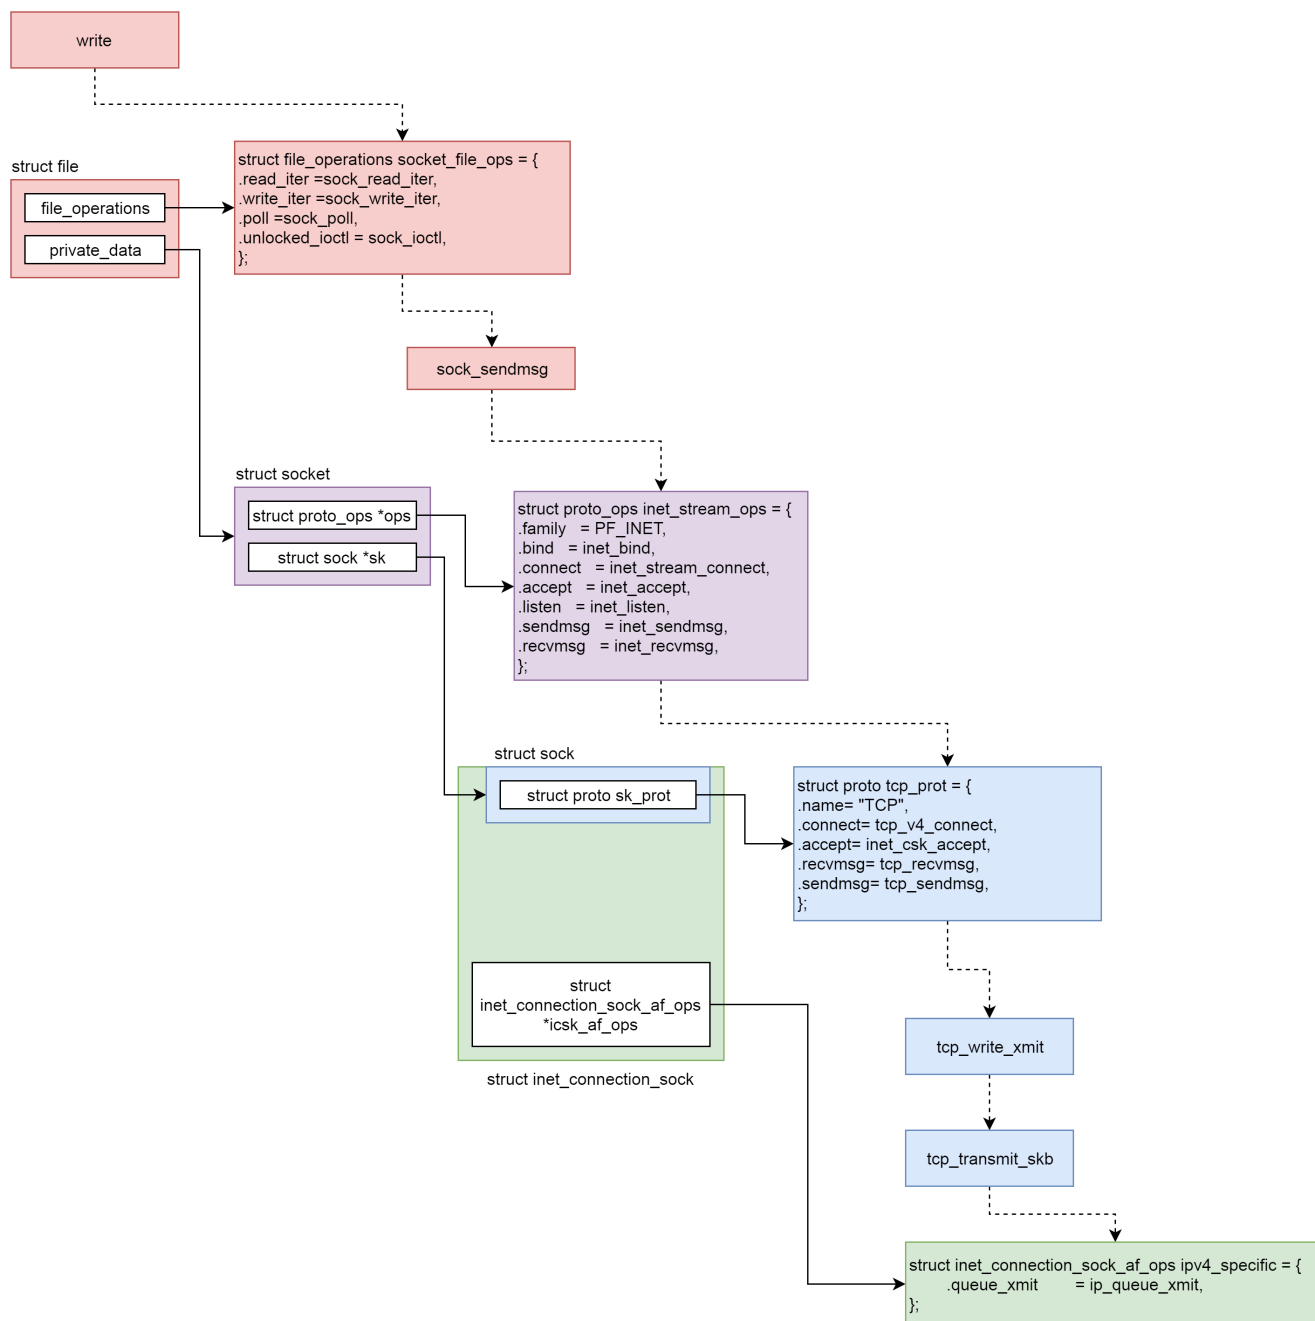 write
struct file
file_operations
private_data
struct file_operations socket_file_ops = {
.read_iter =sock_read_iter,
.write_iter =sock_write_iter,
.poll =sock_poll,
.unlocked_ioctl = sock_ioctl,
};
sock_sendmsg
struct socket
struct proto_ops *ops
struct sock *sk
struct proto_ops inet_stream_ops = {
.family   = PF_INET,
.bind   = inet_bind,
.connect   = inet_stream_connect,
.accept   = inet_accept,
.listen   = inet_listen,
.sendmsg   = inet_sendmsg,
.recvmsg   = inet_recvmsg,
};
struct sock
struct proto sk_prot
struct proto tcp_prot = {
.name= "TCP",
.connect= tcp_v4_connect,
.accept= inet_csk_accept,
.recvmsg= tcp_recvmsg,
.sendmsg= tcp_sendmsg,
};
struct
inet_connection_sock_af_ops
*icsk_af_ops
struct inet_connection_sock
tcp_write_xmit
tcp_transmit_skb
struct inet_connection_sock_af_ops ipv4_specific = {
.queue_xmit        = ip_queue_xmit,
};